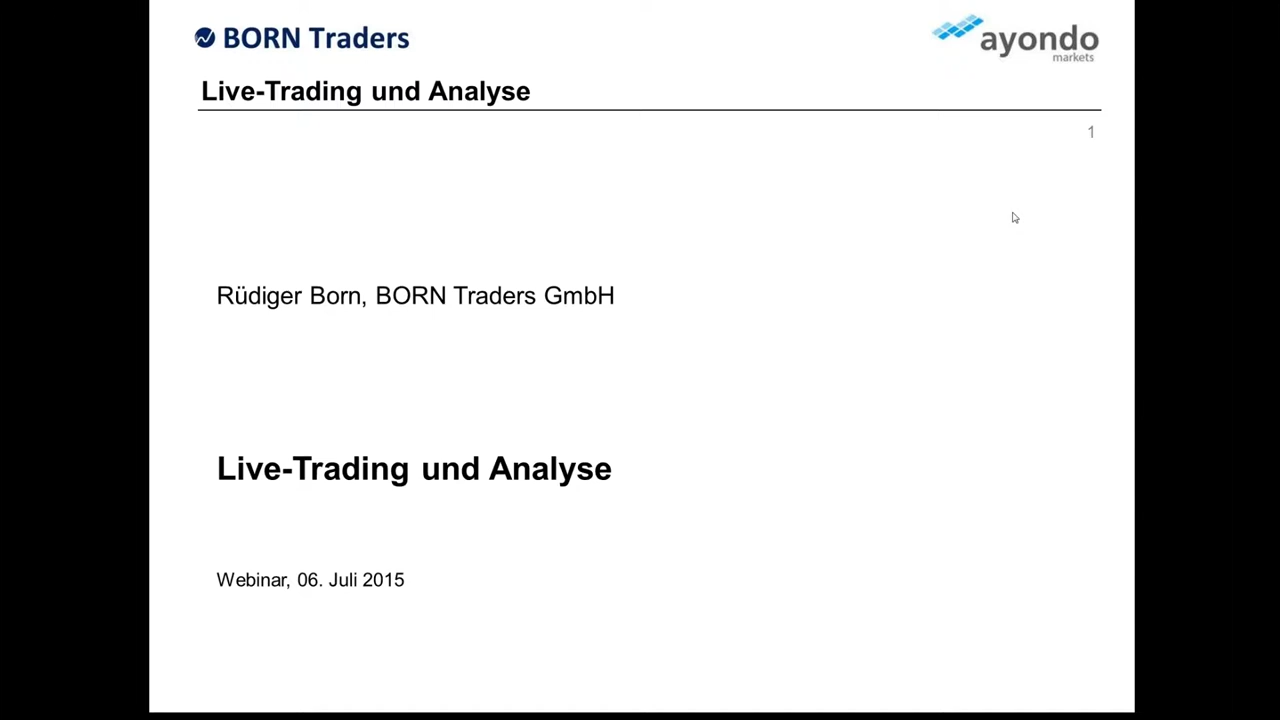 BORN Traders
ayondo
markets
Live-Trading und Analyse
1
Rüdiger Born, BORN Traders GmbH
Live-Trading und Analyse
Webinar, 06. Juli 2015